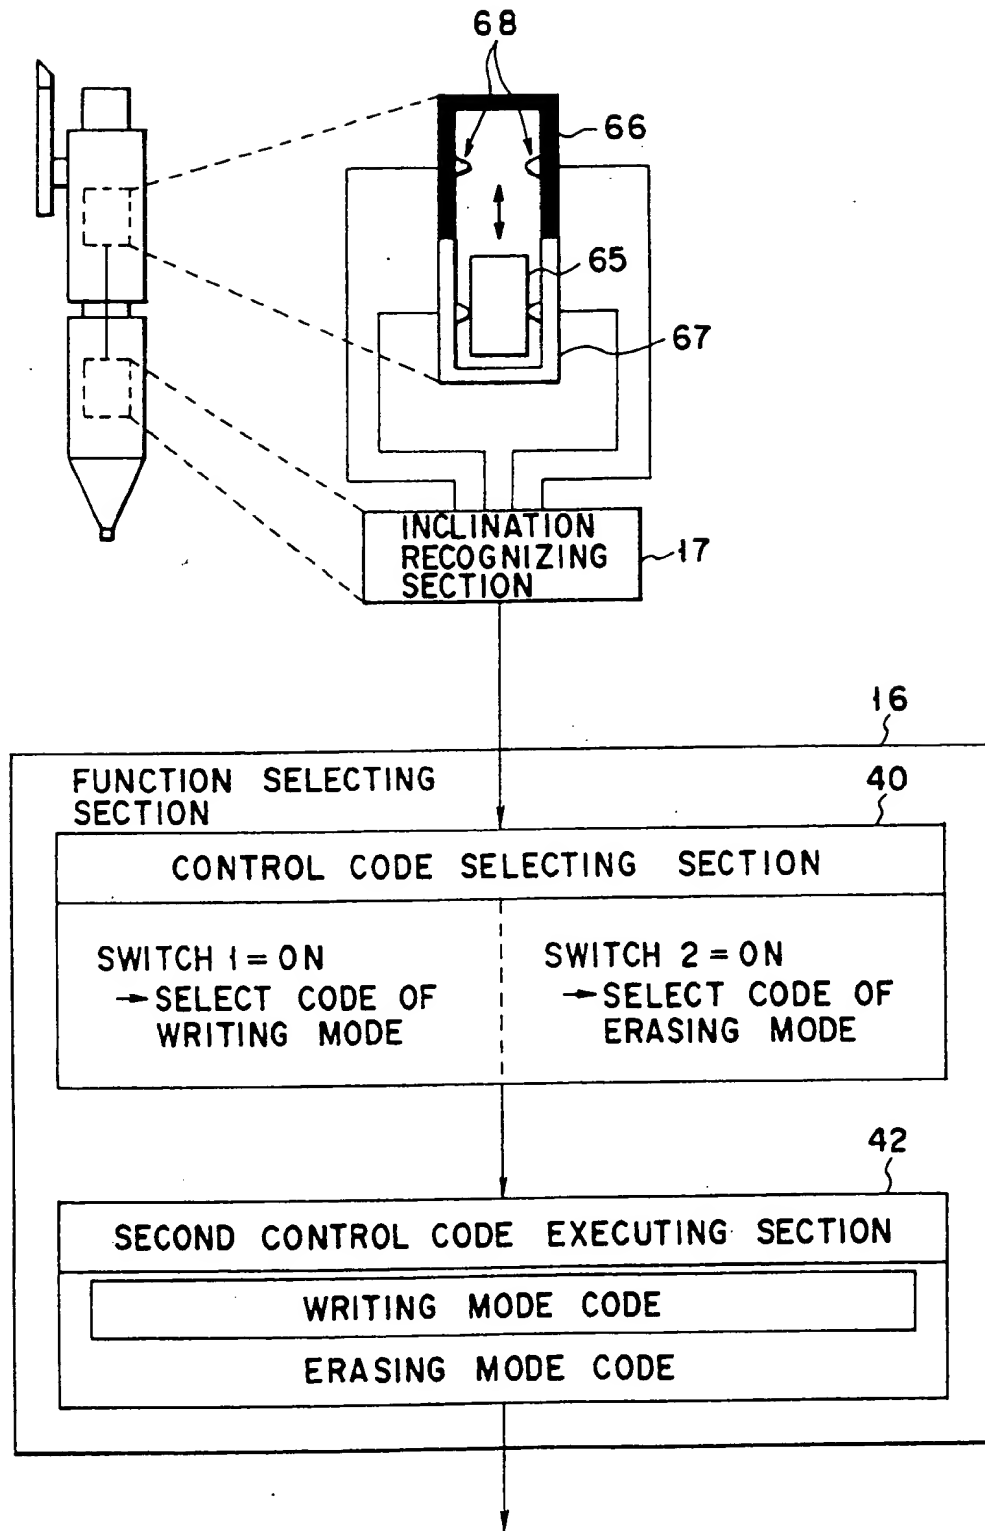 68
66
65
67
INCLINATION
RECOGNIZING
SECTION
17
16
FUNCTION SELECTING
SECTION
40
CONTROL CODE SELECTING SECTION
SWITCH 1 = ON
→ SELECT CODE OF
WRITING MODE
SWITCH 2 = ON
→ SELECT CODE OF
ERASING MODE
42
SECOND CONTROL CODE EXECUTING SECTION
WRITING MODE CODE
ERASING MODE CODE